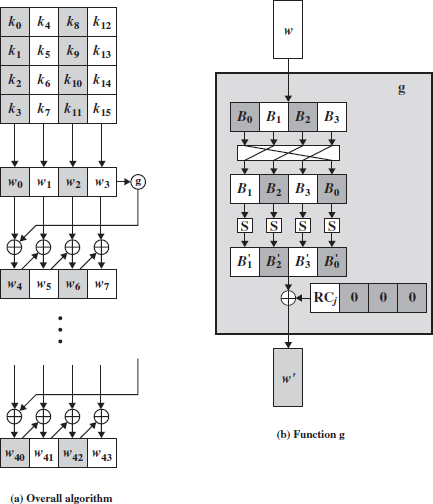 k0 k4 k8 k12
k1 k5 k9 k13
k2 k6 k10 k14
k3 k7 k11 k15
w0 w1 w2 w3 g
w4 w5 w6 w7
w40 w41 w42 w43
(a) Overall algorithm
w
g
B0 B1 B2 B3
B1 B2 B3 B0
S S S S
B′1 B′2 B′3 B′0
RCj 0 0 0
w′
(b) Function g